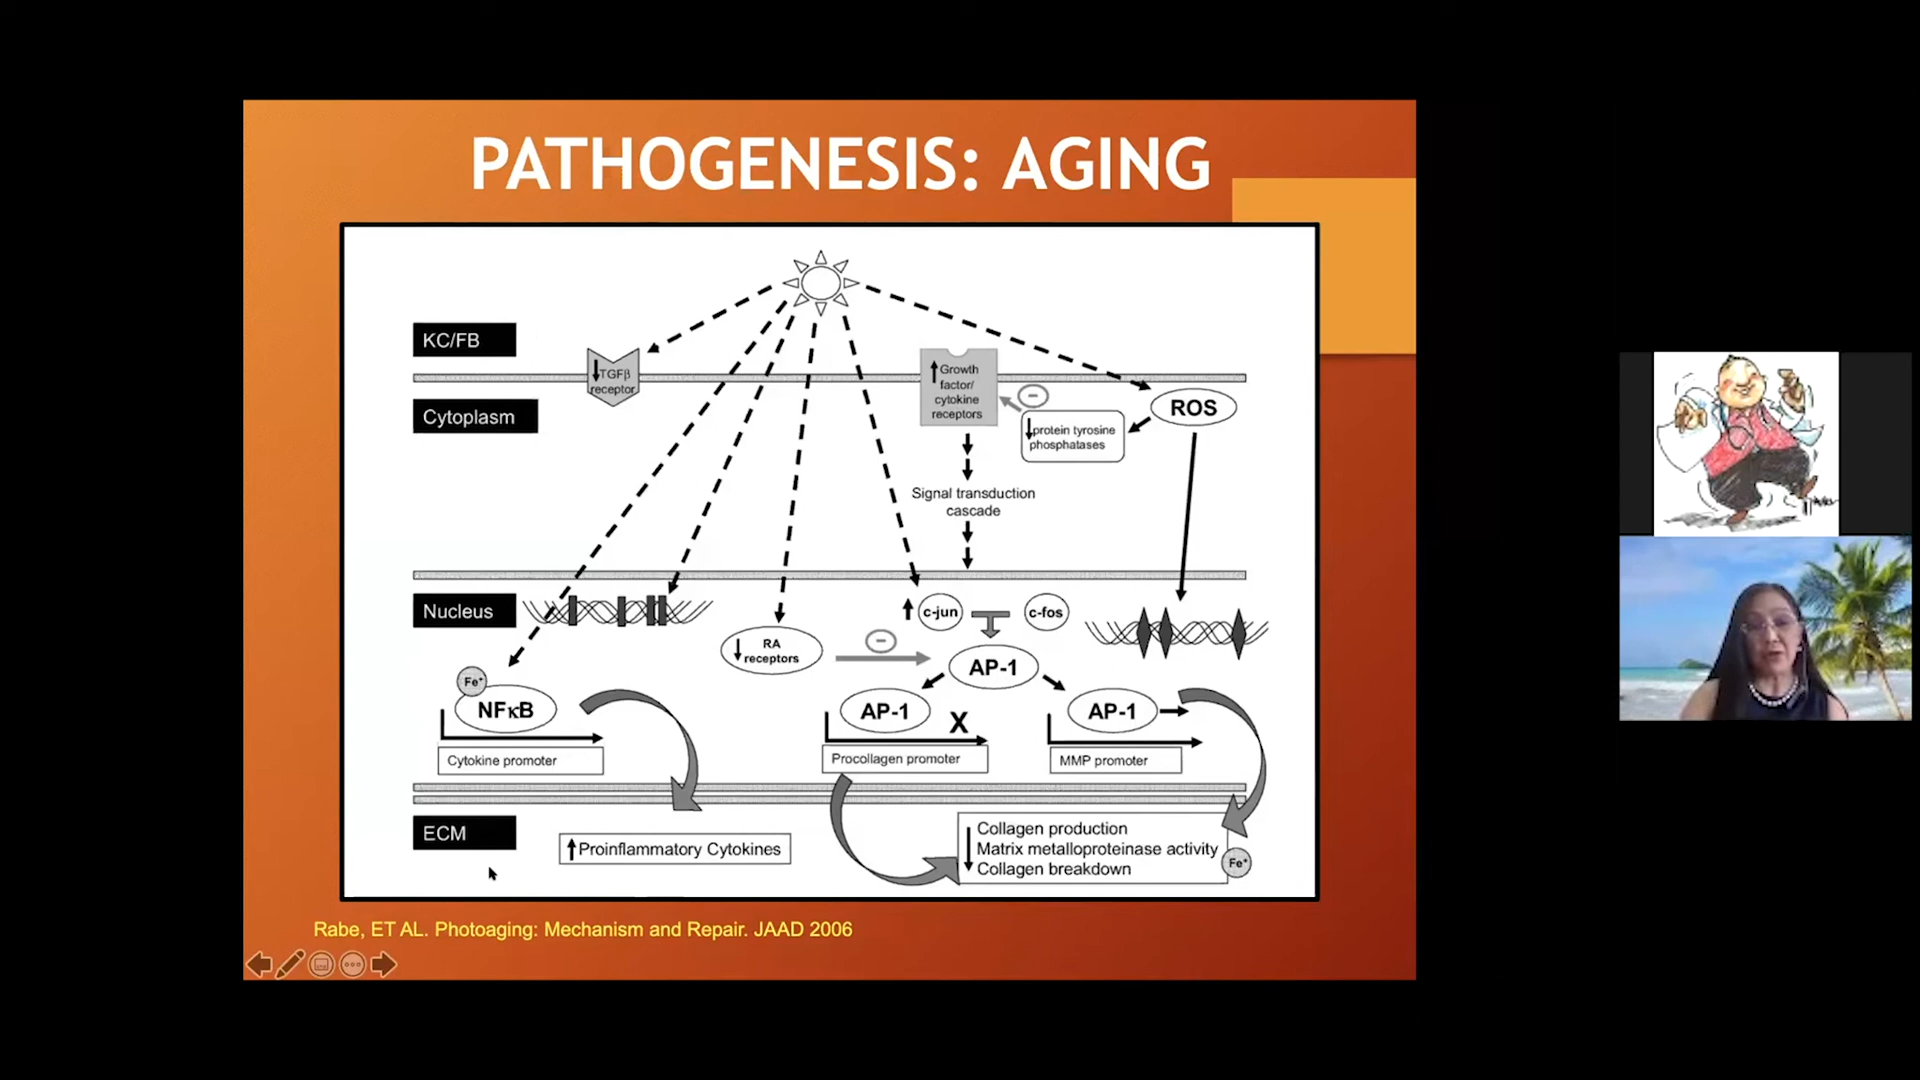 PATHOGENESIS: AGING
KC/FB
↓TGFβ
receptor
↑Growth
factor/
cytokine
receptors
−
ROS
Cytoplasm
↓protein tyrosine
phosphatases
Signal transduction
cascade
Nucleus
↑ c-jun
c-fos
↓ RA
receptors
−
AP-1
Fe⁺
NFκB
AP-1
X
AP-1
Cytokine promoter
Procollagen promoter
MMP promoter
ECM
↑Proinflammatory Cytokines
Collagen production
↓ Matrix metalloproteinase activity
Collagen breakdown
Fe⁺
Rabe, ET AL. Photoaging: Mechanism and Repair. JAAD 2006